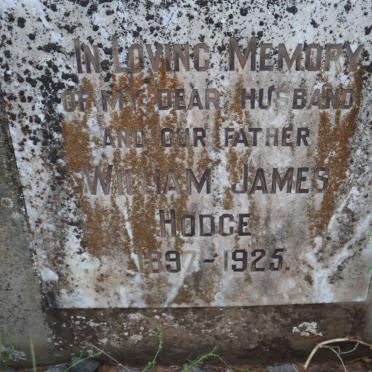 IN LOVING MEMORY
OF MY DEAR HUSBAND
AND OUR FATHER
WILLIAM JAMES
HODGE
1897-1925.